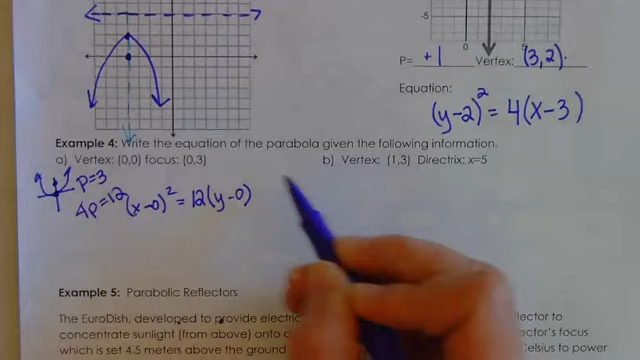 -5
0
5
P= +1 Vertex: (3,2).
Equation:
(y-2)² = 4(x-3)
Example 4: Write the equation of the parabola given the following information.
a) Vertex: (0,0) focus: (0,3)
b) Vertex: (1,3) Directrix: x=5
p=3
4p=12 (x-0)² = 12(y-0)
Example 5: Parabolic Reflectors
The EuroDish, developed to provide electric
flector to
concentrate sunlight (from above) onto
ector's focus
which is set 4.5 meters above the ground
Celsius to power